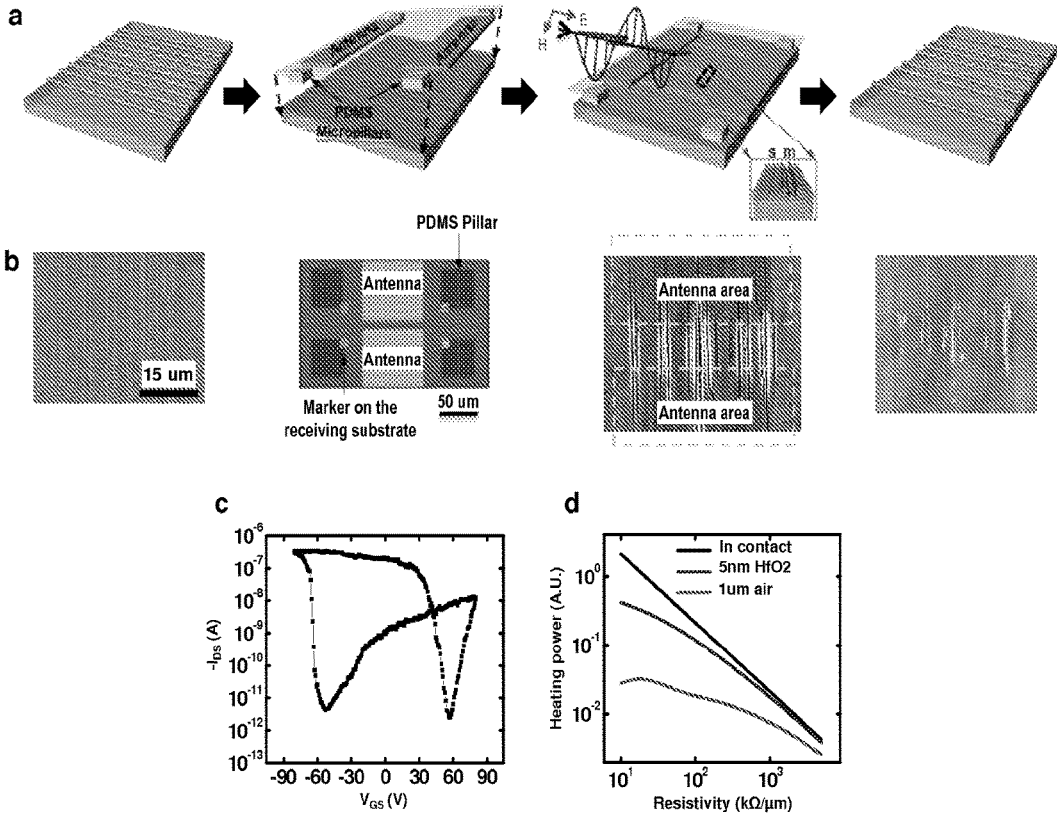 a
Antenna
Antenna
PDMS
Micropillars
E
H
s m
PDMS Pillar
b
Antenna
Antenna
15 um
Marker on the
receiving substrate
50 um
Antenna area
Antenna area
c
10⁻⁶
10⁻⁷
10⁻⁸
10⁻⁹
10⁻¹⁰
10⁻¹¹
10⁻¹²
10⁻¹³
-I_DS (A)
-90 -60 -30 0 30 60 90
V_GS (V)
d
In contact
5nm HfO2
1um air
Heating power (A.U.)
10⁰
10⁻¹
10⁻²
10¹ 10² 10³
Resistivity (kΩ/µm)